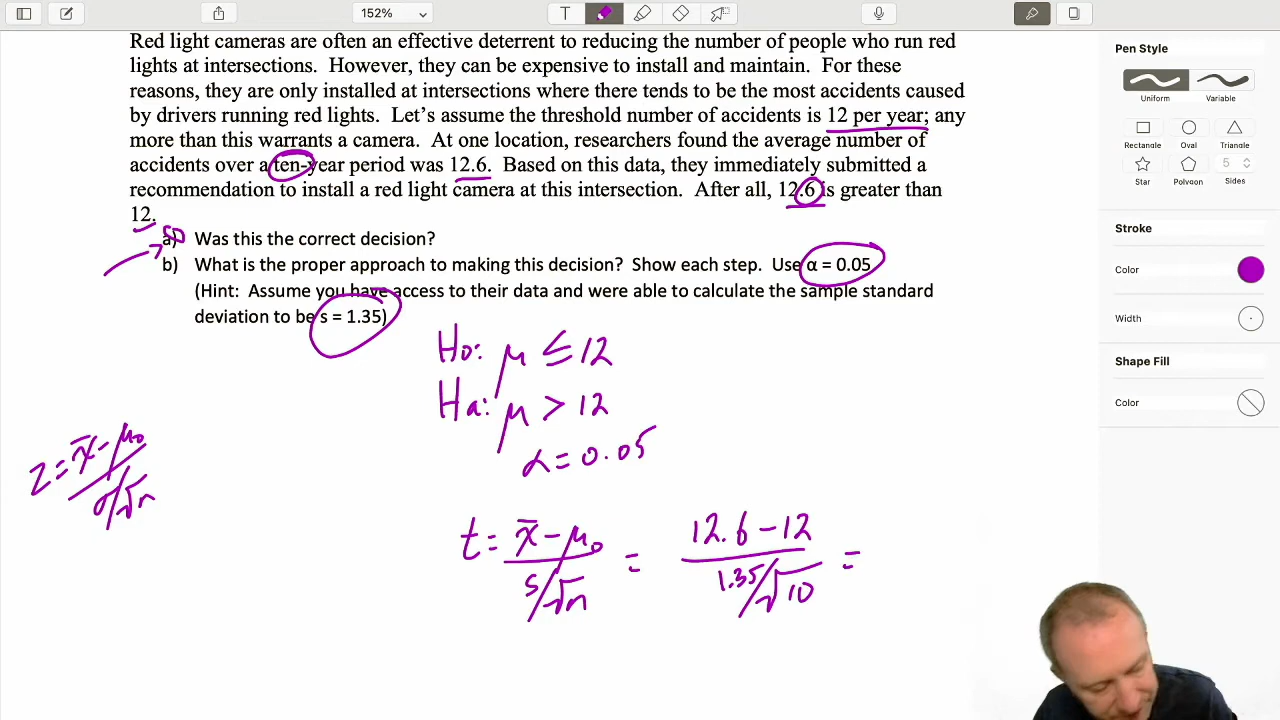 152%
T
Red light cameras are often an effective deterrent to reducing the number of people who run red
lights at intersections. However, they can be expensive to install and maintain. For these
reasons, they are only installed at intersections where there tends to be the most accidents caused
by drivers running red lights. Let's assume the threshold number of accidents is 12 per year; any
more than this warrants a camera. At one location, researchers found the average number of
accidents over a ten-year period was 12.6. Based on this data, they immediately submitted a
recommendation to install a red light camera at this intersection. After all, 12.6 is greater than
12.
a) Was this the correct decision?
b) What is the proper approach to making this decision? Show each step. Use α = 0.05
(Hint: Assume you have access to their data and were able to calculate the sample standard
deviation to be s = 1.35)
Ho: μ ≤ 12
Ha: μ > 12
α = 0.05
z = x̄ - μ₀ / σ/√n
t = x̄ - μ₀ / s/√n = 12.6 - 12 / 1.35/√10 =
Pen Style
Uniform Variable
Rectangle Oval Triangle
5
Star Polygon Sides
Stroke
Color
Width
Shape Fill
Color